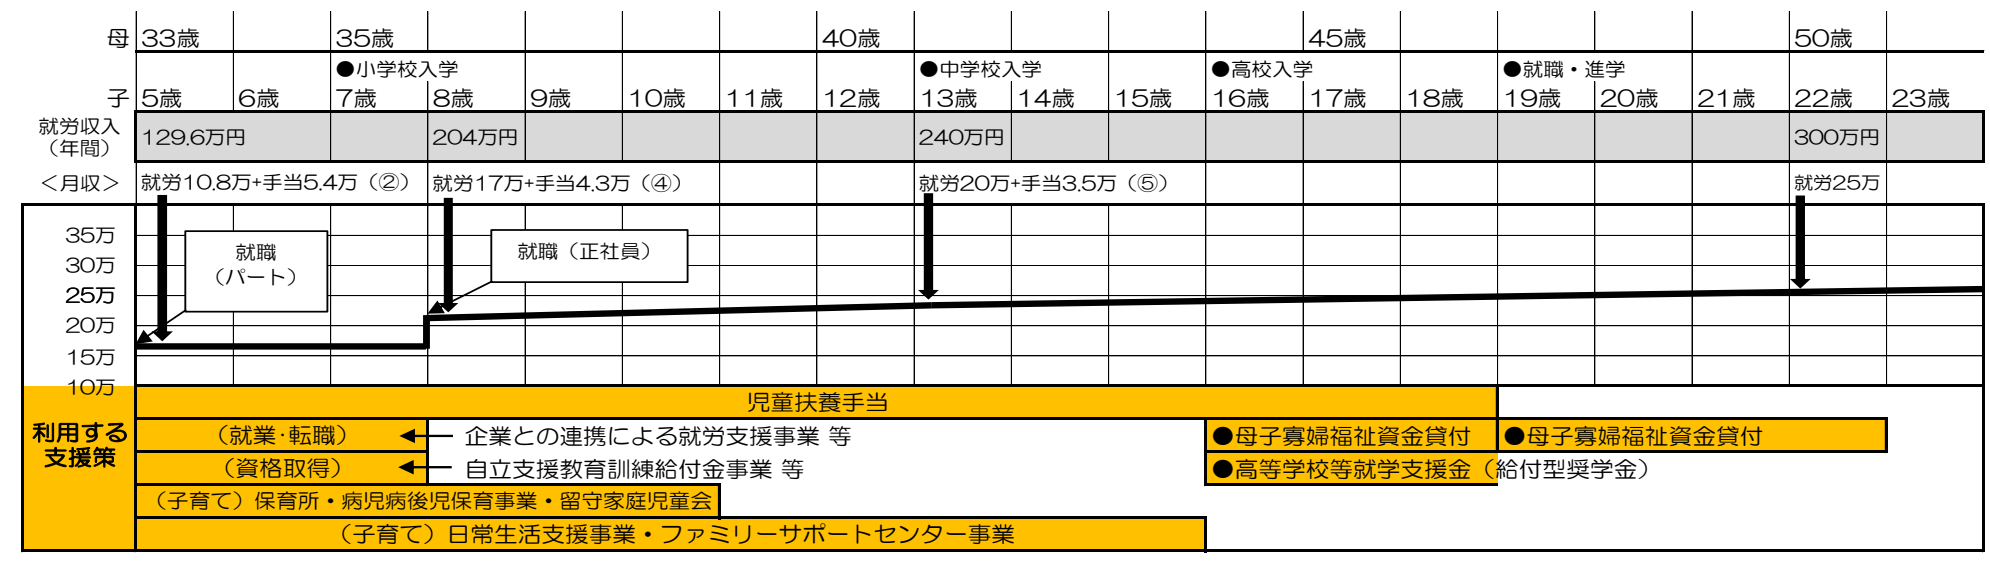 母 33歳 35歳 40歳 45歳 50歳
●小学校入学 ●中学校入学 ●高校入学 ●就職・進学
子 5歳 6歳 7歳 8歳 9歳 10歳 11歳 12歳 13歳 14歳 15歳 16歳 17歳 18歳 19歳 20歳 21歳 22歳 23歳
就労収入
（年間）
129.6万円 204万円 240万円 300万円
＜月収＞ 就労10.8万+手当5.4万（②） 就労17万+手当4.3万（④） 就労20万+手当3.5万（⑤） 就労25万
35万
30万
25万
20万
15万
10万
就職
（パート）
就職（正社員）
利用する
支援策
児童扶養手当
（就業・転職） 企業との連携による就労支援事業 等 ●母子寡婦福祉資金貸付 ●母子寡婦福祉資金貸付
（資格取得） 自立支援教育訓練給付金事業 等 ●高等学校等就学支援金（給付型奨学金）
（子育て）保育所・病児病後児保育事業・留守家庭児童会
（子育て）日常生活支援事業・ファミリーサポートセンター事業